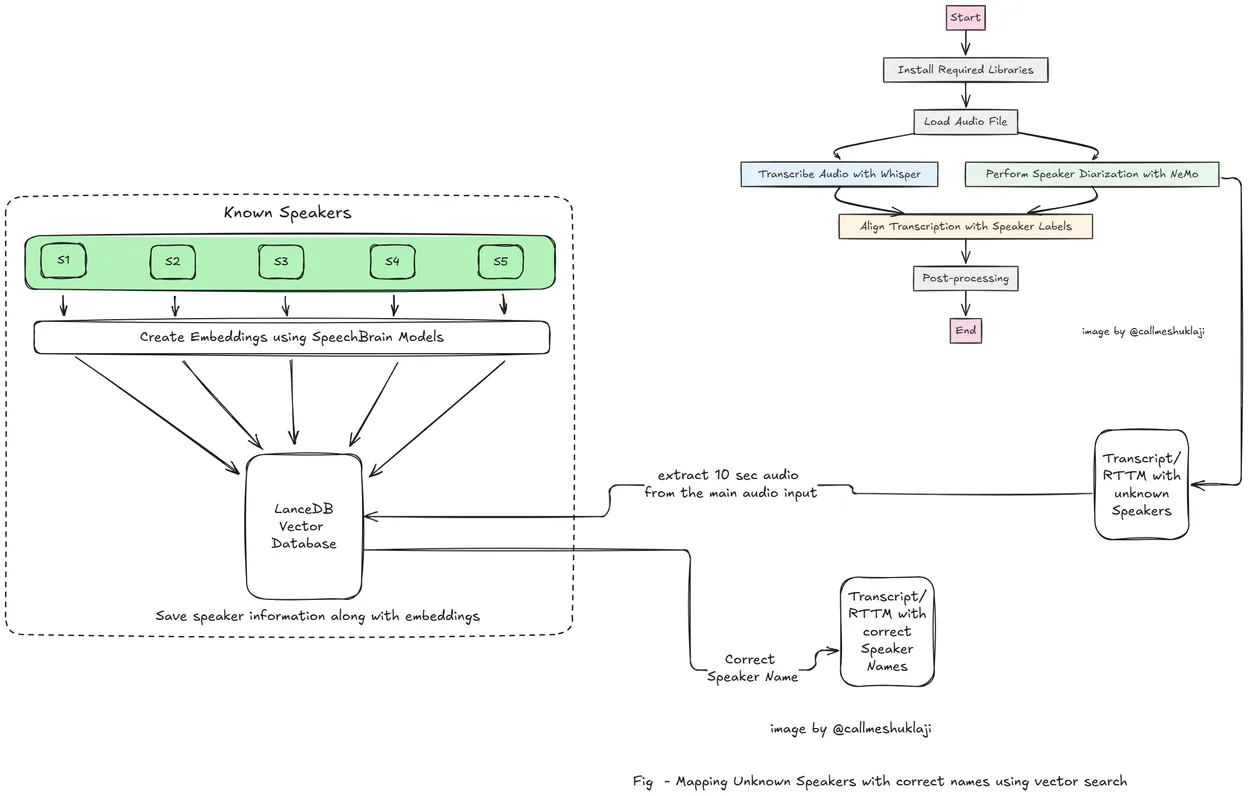 Start
Install Required Libraries
Load Audio File
Transcribe Audio with Whisper
Perform Speaker Diarization with NeMo
Align Transcription with Speaker Labels
Post-processing
End
image by @callmeshuklaji
Known Speakers
S1
S2
S3
S4
S5
Create Embeddings using SpeechBrain Models
LanceDB
Vector
Database
Save speaker information along with embeddings
extract 10 sec audio
from the main audio input
Transcript/
RTTM with
unknown
Speakers
Correct
Speaker Name
Transcript/
RTTM with
correct
Speaker
Names
image by @callmeshuklaji
Fig - Mapping Unknown Speakers with correct names using vector search